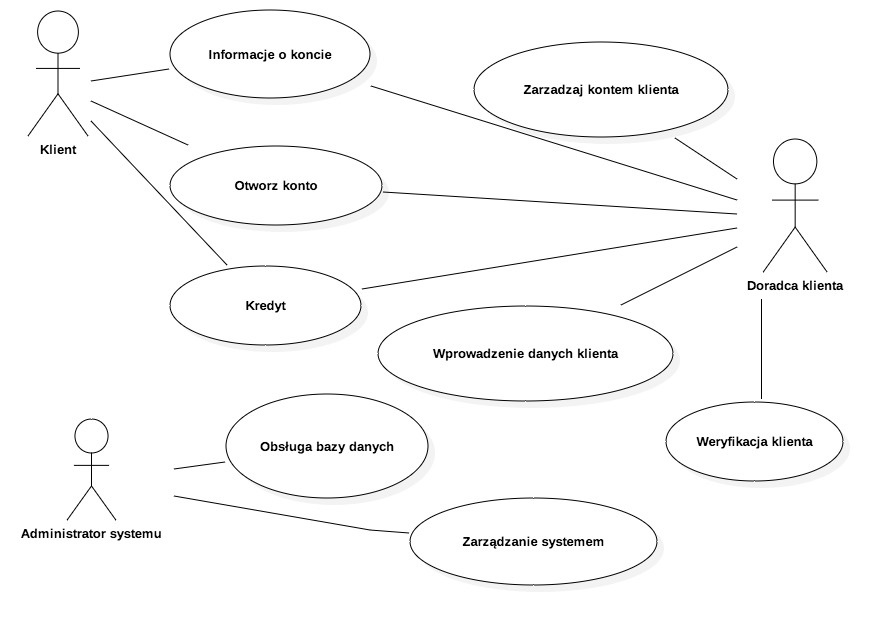 Informacje o koncie
Zarzadzaj kontem klienta
Klient
Otworz konto
Doradca klienta
Kredyt
Wprowadzenie danych klienta
Weryfikacja klienta
Obsługa bazy danych
Administrator systemu
Zarządzanie systemem